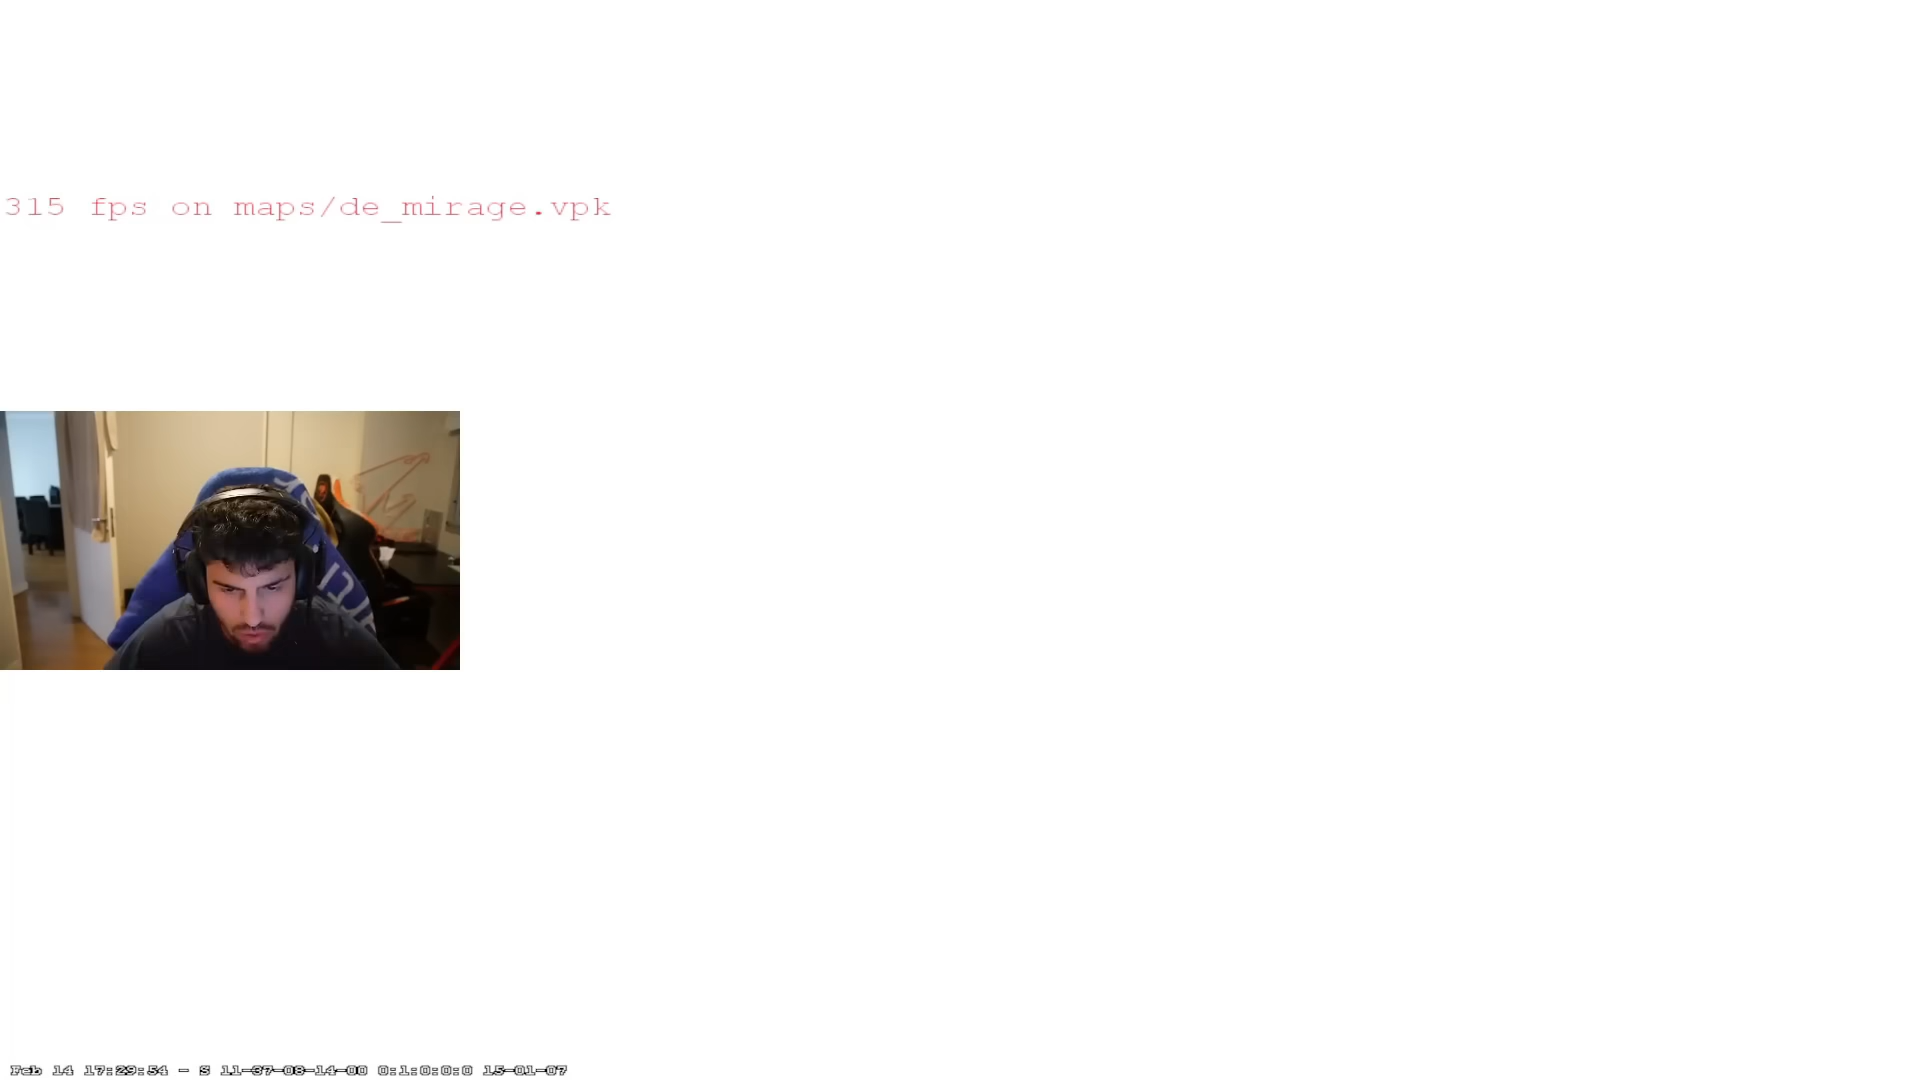 315 fps on maps/de_mirage.vpk
Feb 14 17:29:54 - S 11-37-08-14-00 0:1:0:0:0 15-01-07